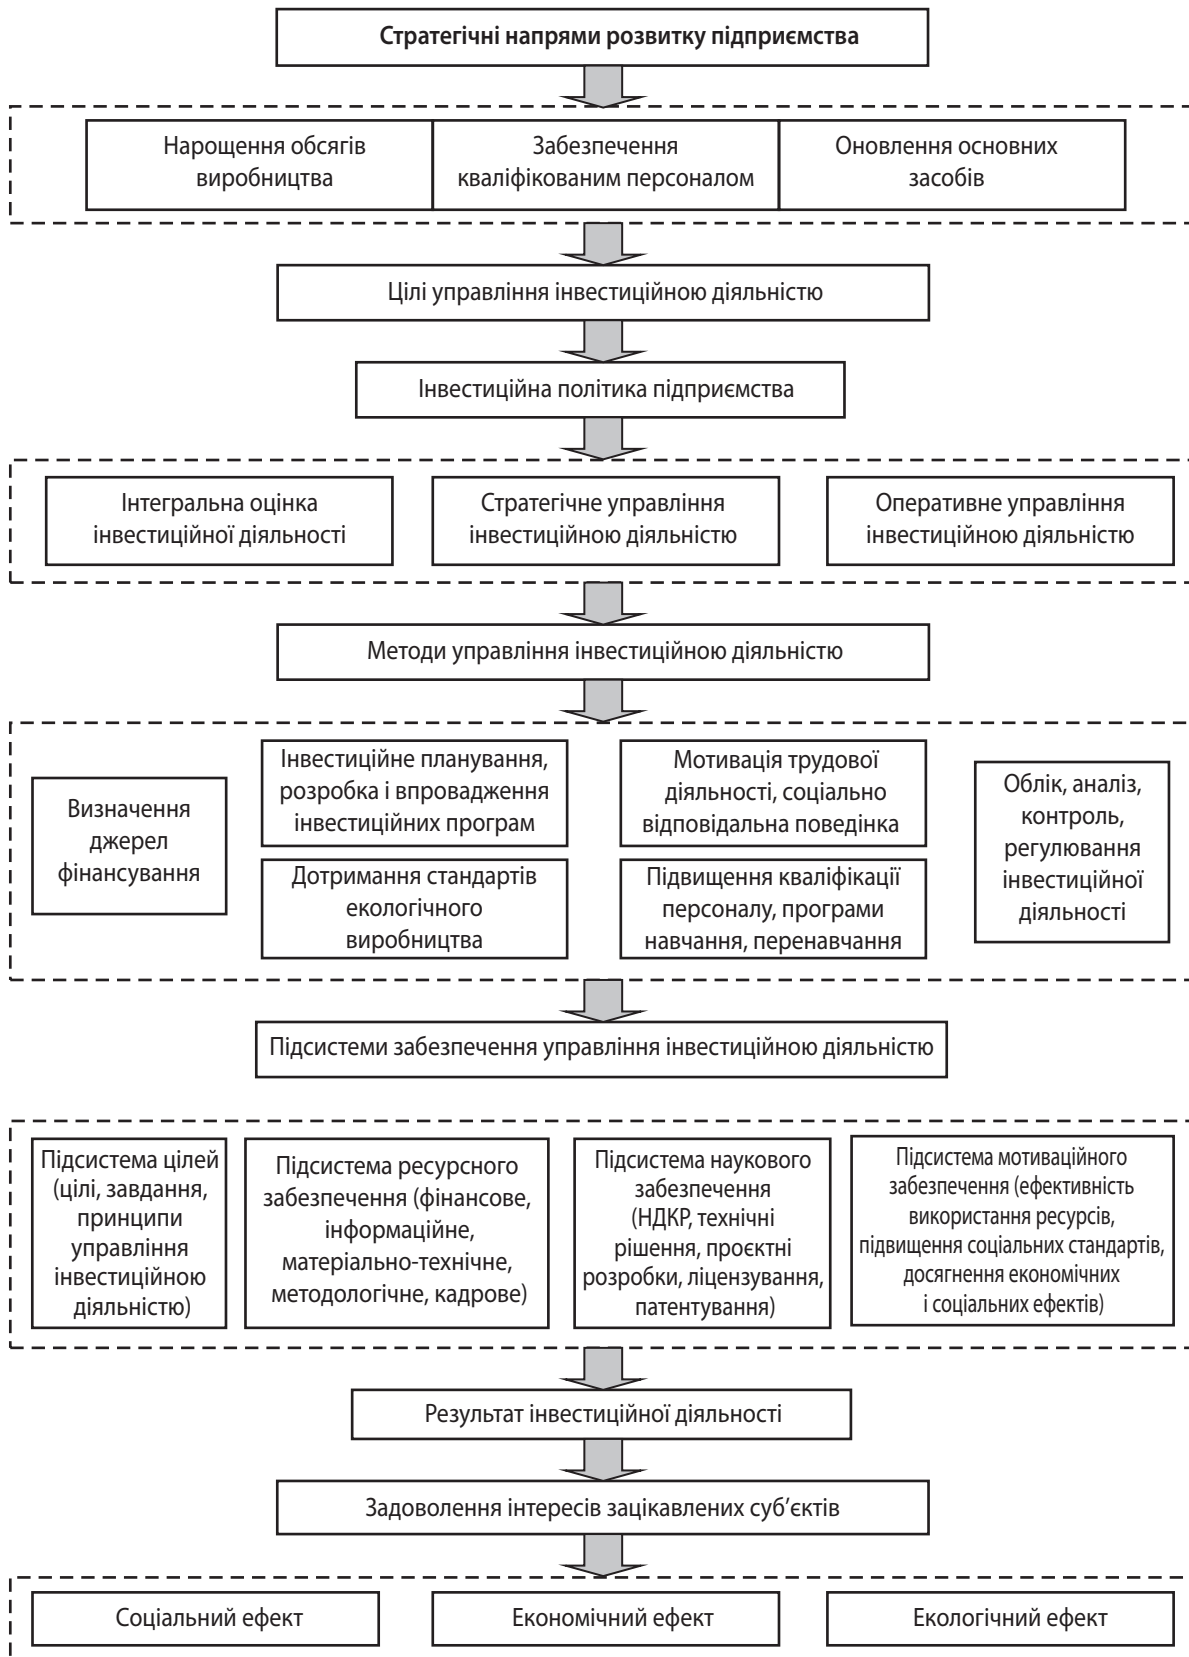 Стратегічні напрями розвитку підприємства
Нарощення обсягів
виробництва
Забезпечення
кваліфікованим персоналом
Оновлення основних
засобів
Цілі управління інвестиційною діяльністю
Інвестиційна політика підприємства
Інтегральна оцінка
інвестиційної діяльності
Стратегічне управління
інвестиційною діяльністю
Оперативне управління
інвестиційною діяльністю
Методи управління інвестиційною діяльністю
Визначення
джерел
фінансування
Інвестиційне планування,
розробка і впровадження
інвестиційних програм
Дотримання стандартів
екологічного
виробництва
Мотивація трудової
діяльності, соціально
відповідальна поведінка
Підвищення кваліфікації
персоналу, програми
навчання, перенавчання
Облік, аналіз,
контроль,
регулювання
інвестиційної
діяльності
Підсистеми забезпечення управління інвестиційною діяльністю
Підсистема цілей
(цілі, завдання,
принципи
управління
інвестиційною
діяльністю)
Підсистема ресурсного
забезпечення (фінансове,
інформаційне,
матеріально-технічне,
методологічне, кадрове)
Підсистема наукового
забезпечення
(НДКР, технічні
рішення, проєктні
розробки, ліцензування,
патентування)
Підсистема мотиваційного
забезпечення (ефективність
використання ресурсів,
підвищення соціальних стандартів,
досягнення економічних
і соціальних ефектів)
Результат інвестиційної діяльності
Задоволення інтересів зацікавлених суб’єктів
Соціальний ефект
Економічний ефект
Екологічний ефект